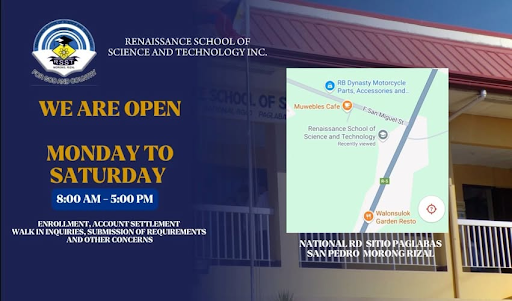 RENAISSANCE SCHOOL OF
SCIENCE AND TECHNOLOGY INC.
RSST
FOR GOD AND COUNTRY
WE ARE OPEN
MONDAY TO
SATURDAY
8:00 AM - 5:00 PM
ENROLLMENT, ACCOUNT SETTLEMENT
WALK IN INQUIRIES, SUBMISSION OF REQUIREMENTS
AND OTHER CONCERNS
RB Dynasty Motorcycle
Parts, Accessories and...
Muwebles Cafe
F San Miguel St
Renaissance School of
Science and Technology
Recently viewed
Walonsulok
Garden Resto
NATIONAL RD SITIO PAGLABAS
SAN PEDRO MORONG RIZAL